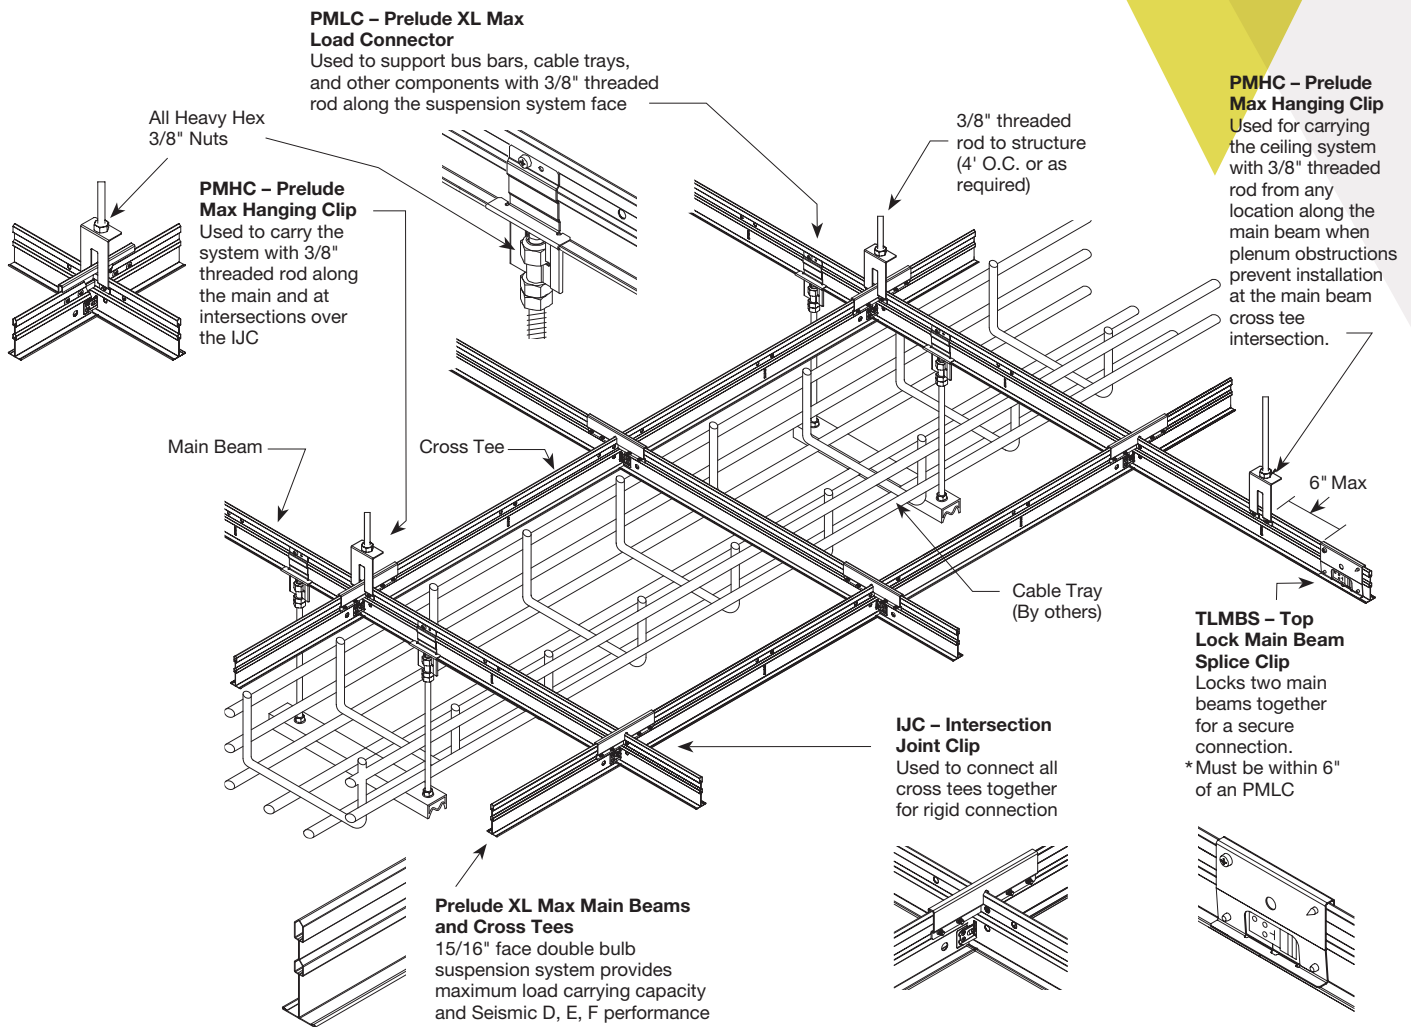 PMLC – Prelude XL Max
Load Connector
Used to support bus bars, cable trays,
and other components with 3/8" threaded
rod along the suspension system face
All Heavy Hex
3/8" Nuts
PMHC – Prelude
Max Hanging Clip
Used to carry the
system with 3/8"
threaded rod along
the main and at
intersections over
the IJC
3/8" threaded
rod to structure
(4' O.C. or as
required)
PMHC – Prelude
Max Hanging Clip
Used for carrying
the ceiling system
with 3/8" threaded
rod from any
location along the
main beam when
plenum obstructions
prevent installation
at the main beam
cross tee
intersection.
Main Beam
Cross Tee
6" Max
Cable Tray
(By others)
TLMBS – Top
Lock Main Beam
Splice Clip
Locks two main
beams together
for a secure
connection.
*Must be within 6"
of an PMLC
IJC – Intersection
Joint Clip
Used to connect all
cross tees together
for rigid connection
Prelude XL Max Main Beams
and Cross Tees
15/16" face double bulb
suspension system provides
maximum load carrying capacity
and Seismic D, E, F performance